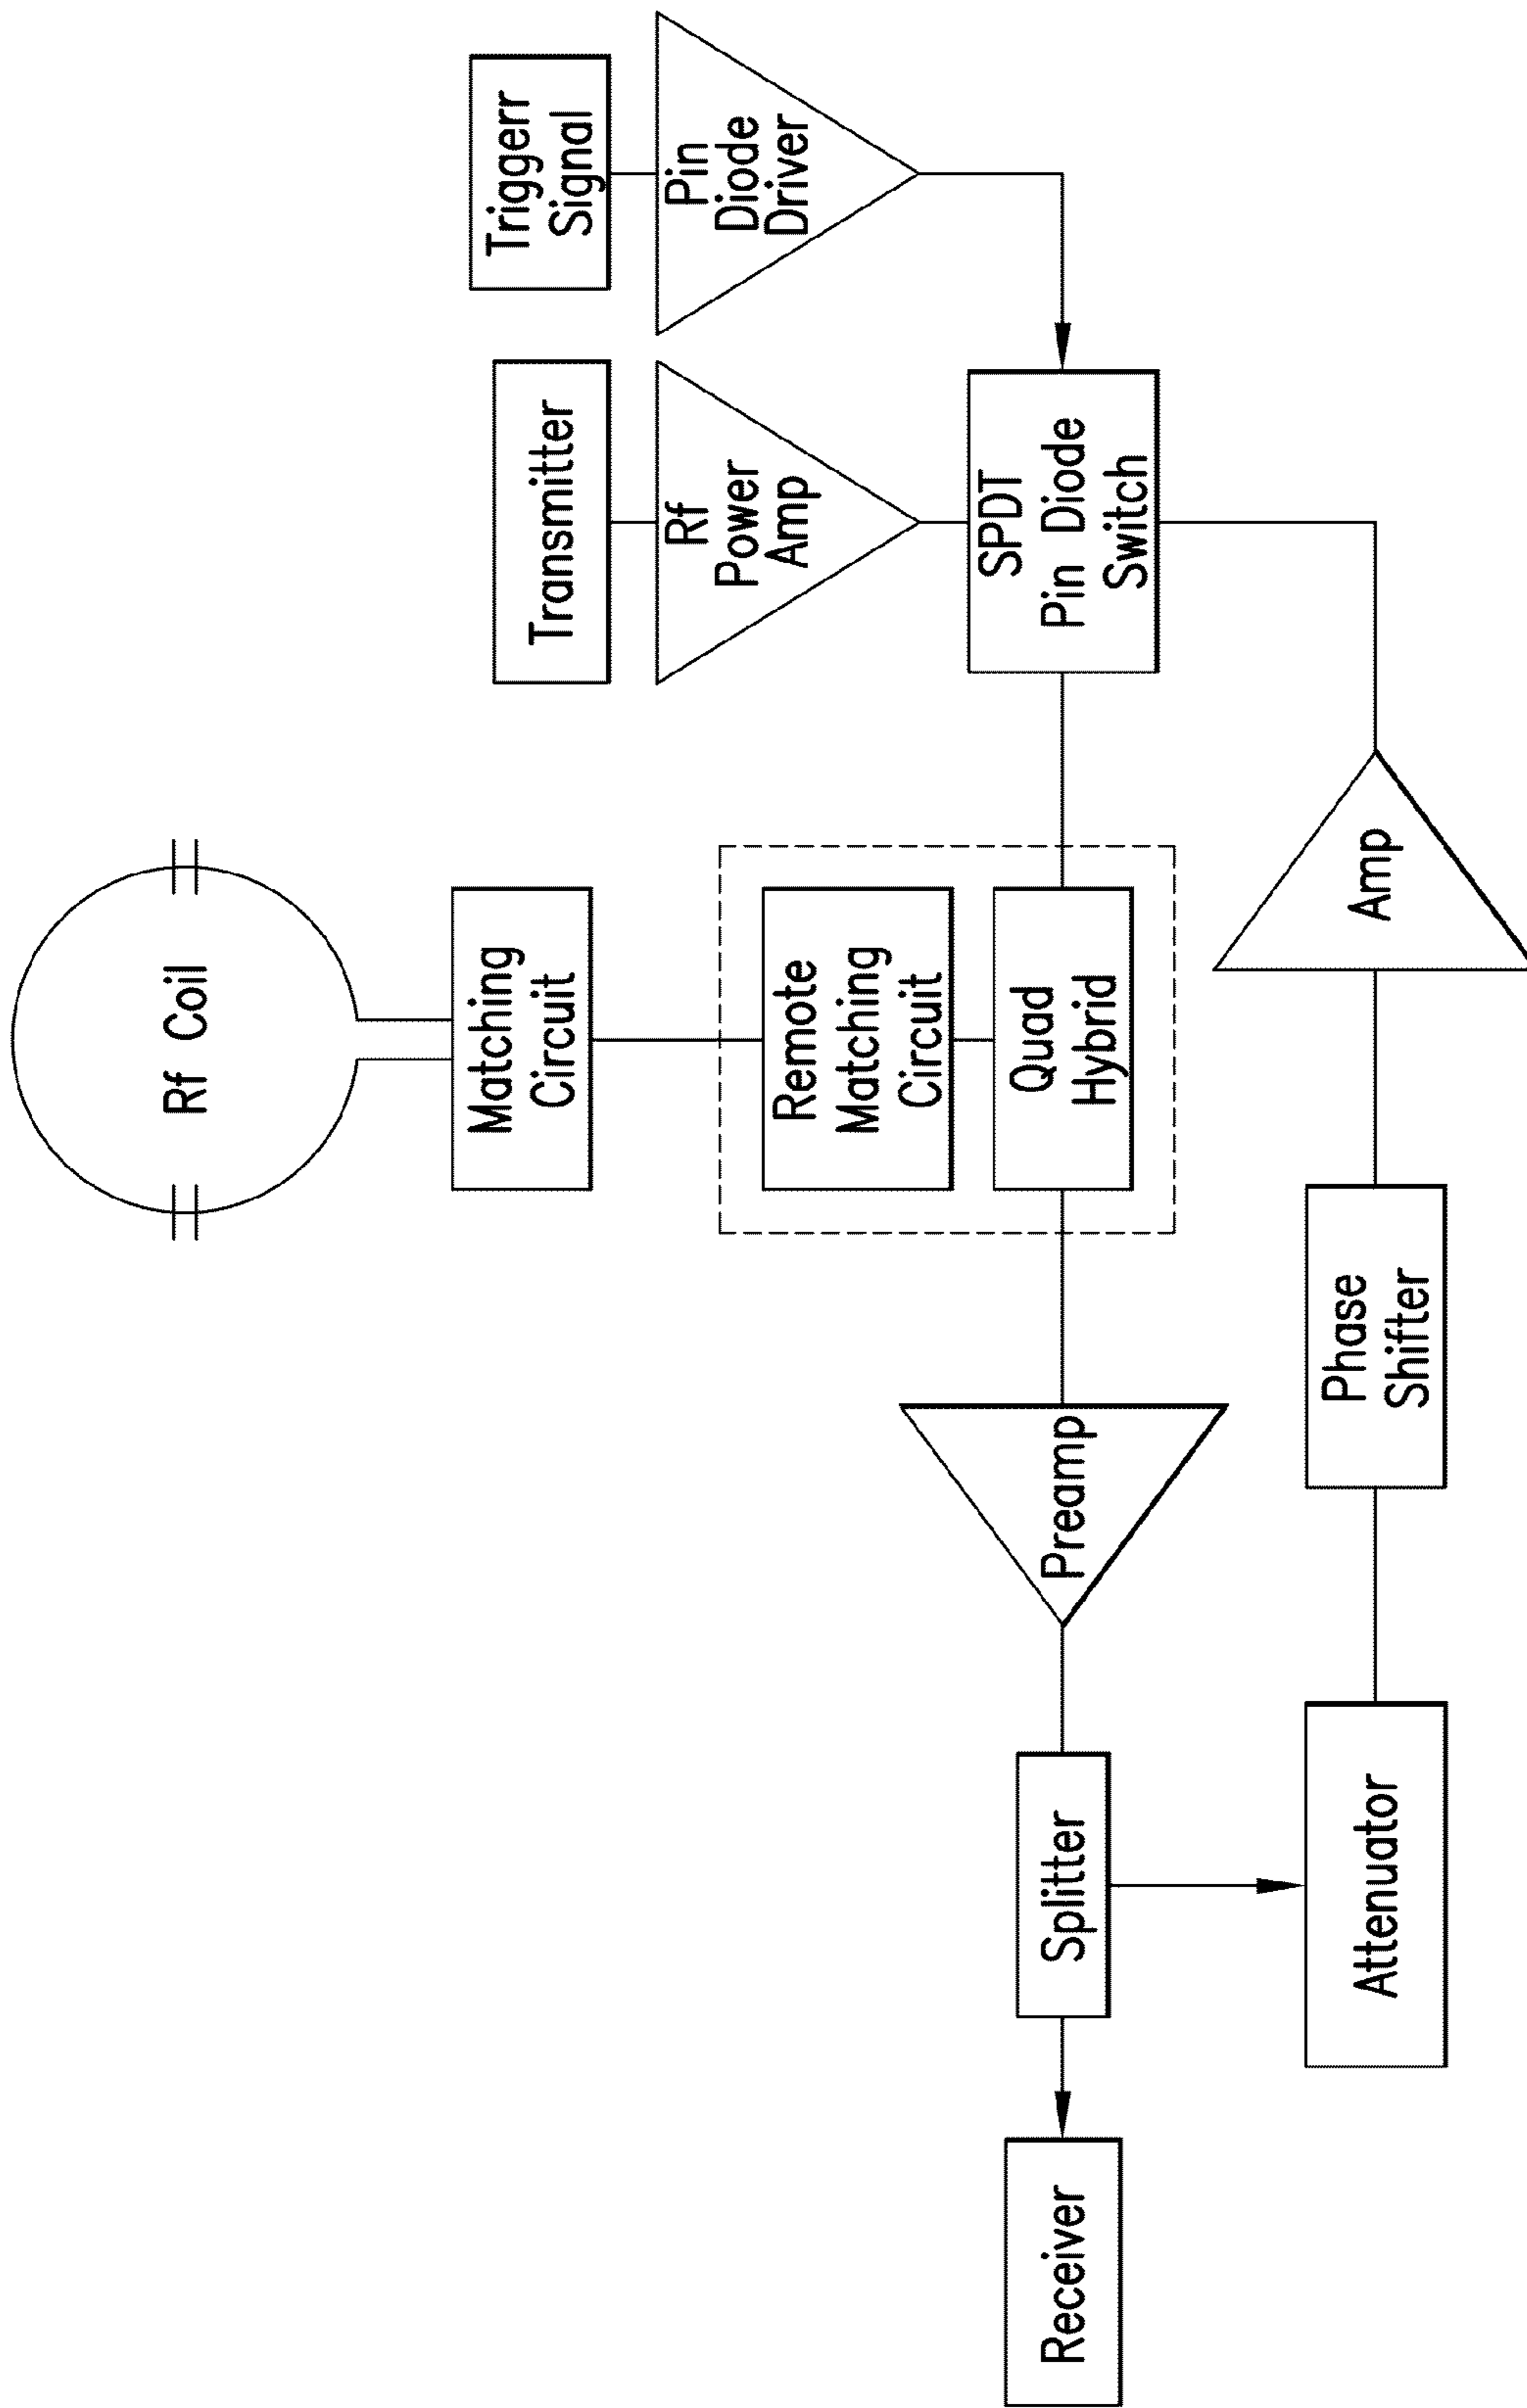 Rf Coil
Matching
Circuit
Remote
Matching
Circuit
Quad
Hybrid
Transmitter
Rf
Power
Amp
Triggerr
Signal
Pin
Diode
Driver
SPDT
Pin Diode
Switch
Receiver
Splitter
Preamp
Attenuator
Phase
Shifter
Amp